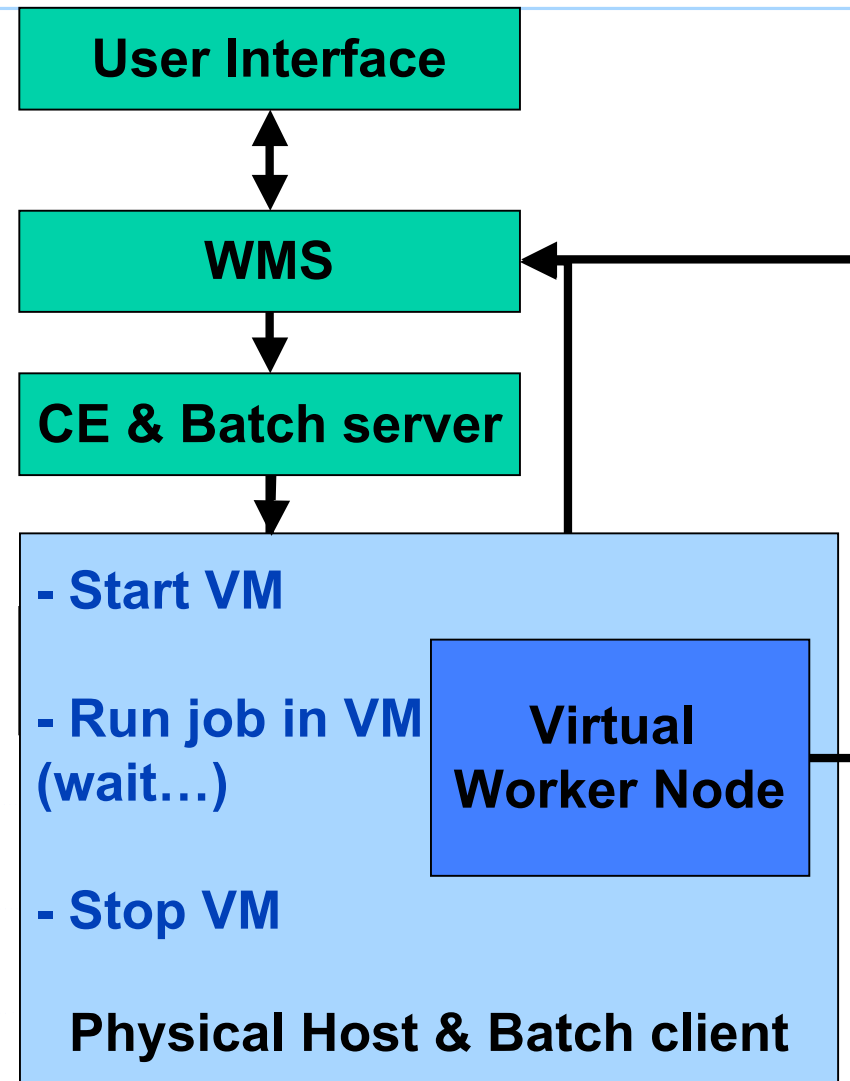 User Interface
WMS
CE & Batch server
- Start VM
- Run job in VM
(wait…)
- Stop VM
Virtual
Worker Node
Physical Host & Batch client